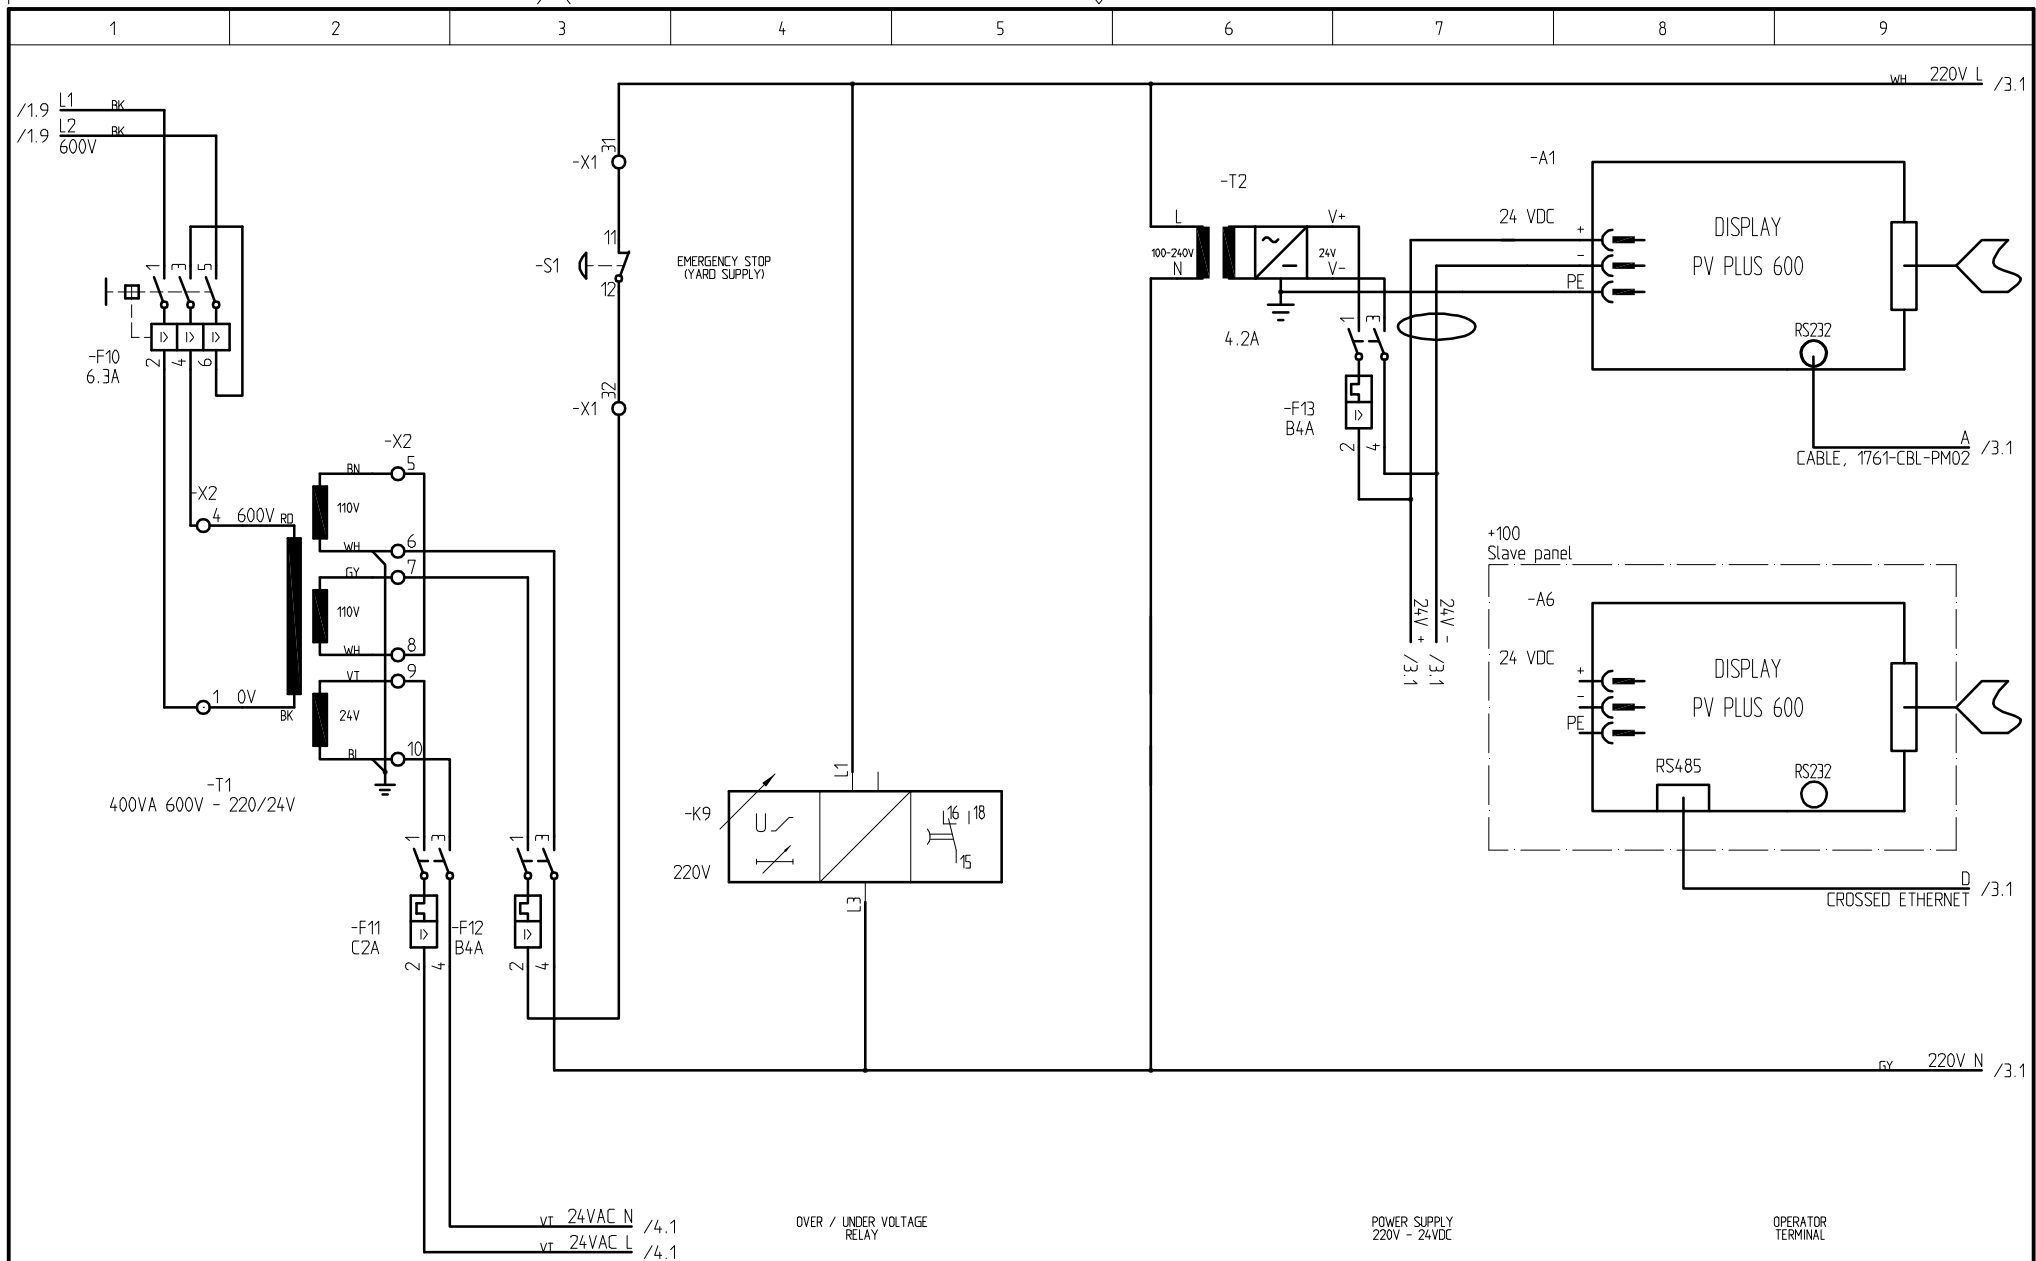 1 2 3 4 5 6 7 8 9
WH 220V L /3.1
/1.9 L1 BK
/1.9 L2 BK
600V
-X1 31
11
-S1
12
EMERGENCY STOP
(YARD SUPPLY)
-X1 32
1 3 5
I> I> I>
-F10
6.3A
2 4 6
-X2
4 600V RD
1 0V
BK
-T1
400VA 600V - 220/24V
-X2
BN 5
110V
WH 6
GY 7
110V
WH 8
VT 9
24V
BL 10
1 3
-F11
C2A
I>
2 4
1 3
-F12
B4A
I>
2 4
-K9
220V
U
L1
L3
16 18
15
-T2
L
100-240V
N
V+
24V
V-
4.2A
1 3
-F13
B4A
I>
2 4
24V + /3.1
24V - /3.1
-A1
24 VDC
+
-
PE
DISPLAY
PV PLUS 600
RS232
A /3.1
CABLE, 1761-CBL-PM02
+100
Slave panel
-A6
24 VDC
+
-
PE
DISPLAY
PV PLUS 600
RS485
RS232
D /3.1
CROSSED ETHERNET
GY 220V N /3.1
VT 24VAC N /4.1
VT 24VAC L /4.1
OVER / UNDER VOLTAGE
RELAY
POWER SUPPLY
220V - 24VDC
OPERATOR
TERMINAL